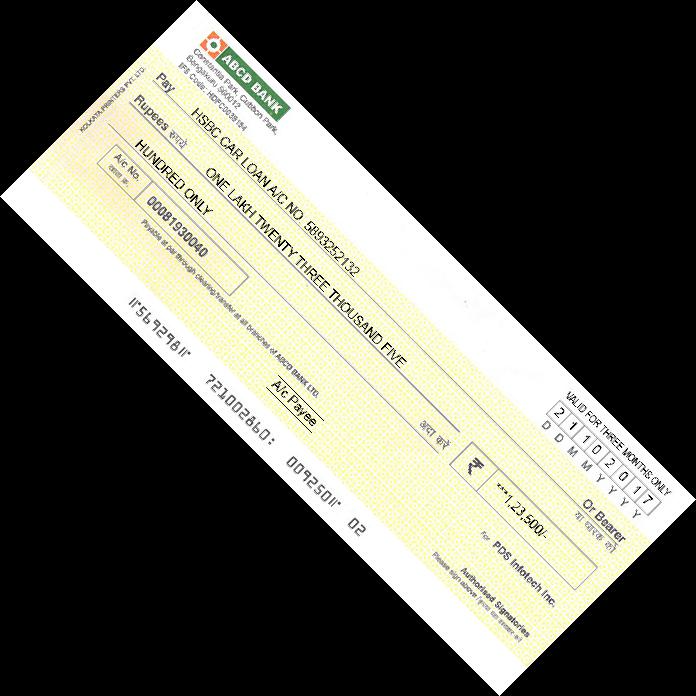 ABCD BANK
Constantia Park, Cubbon Park,
Bengaluru 560012
IFS Code: HDFC0039184
KOLKATA PRINTERS PVT. LTD.
VALID FOR THREE MONTHS ONLY
2 1 1 0 2 0 1 7
D D M M Y Y Y Y
Pay HSBC CAR LOAN A/C NO. 5893252132
Or Bearer
या धारक को
Rupees रुपये ONE LAKH TWENTY THREE THOUSAND FIVE
HUNDRED ONLY
अदा करें
₹ ***1,23,500/-
A/c No.
खाता क्र.
00081930040
Payable at par through clearing/transfer at all branches of ABCD BANK LTD.
For PDS Infotech Inc.
A/c Payee
Authorised Signatories
Please sign above /
⑈569298⑈ 721002860⑆ 009250⑈ 02